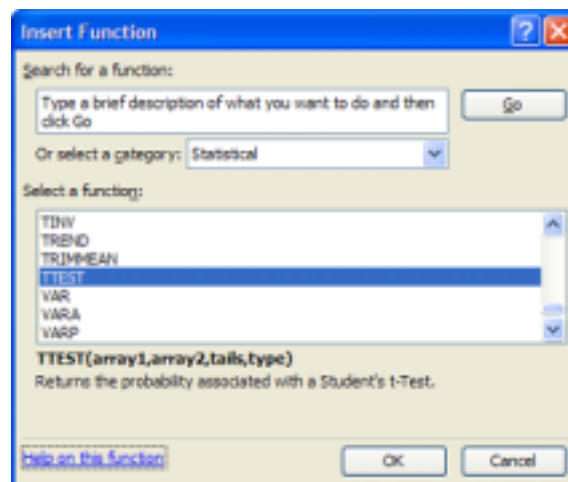 Insert Function
Search for a function:
Type a brief description of what you want to do and then
click Go
Go
Or select a category: Statistical
Select a function:
TINV
TREND
TRIMMEAN
TTEST
VAR
VARA
VARP
TTEST(array1,array2,tails,type)
Returns the probability associated with a Student's t-Test.
Help on this function
OK
Cancel